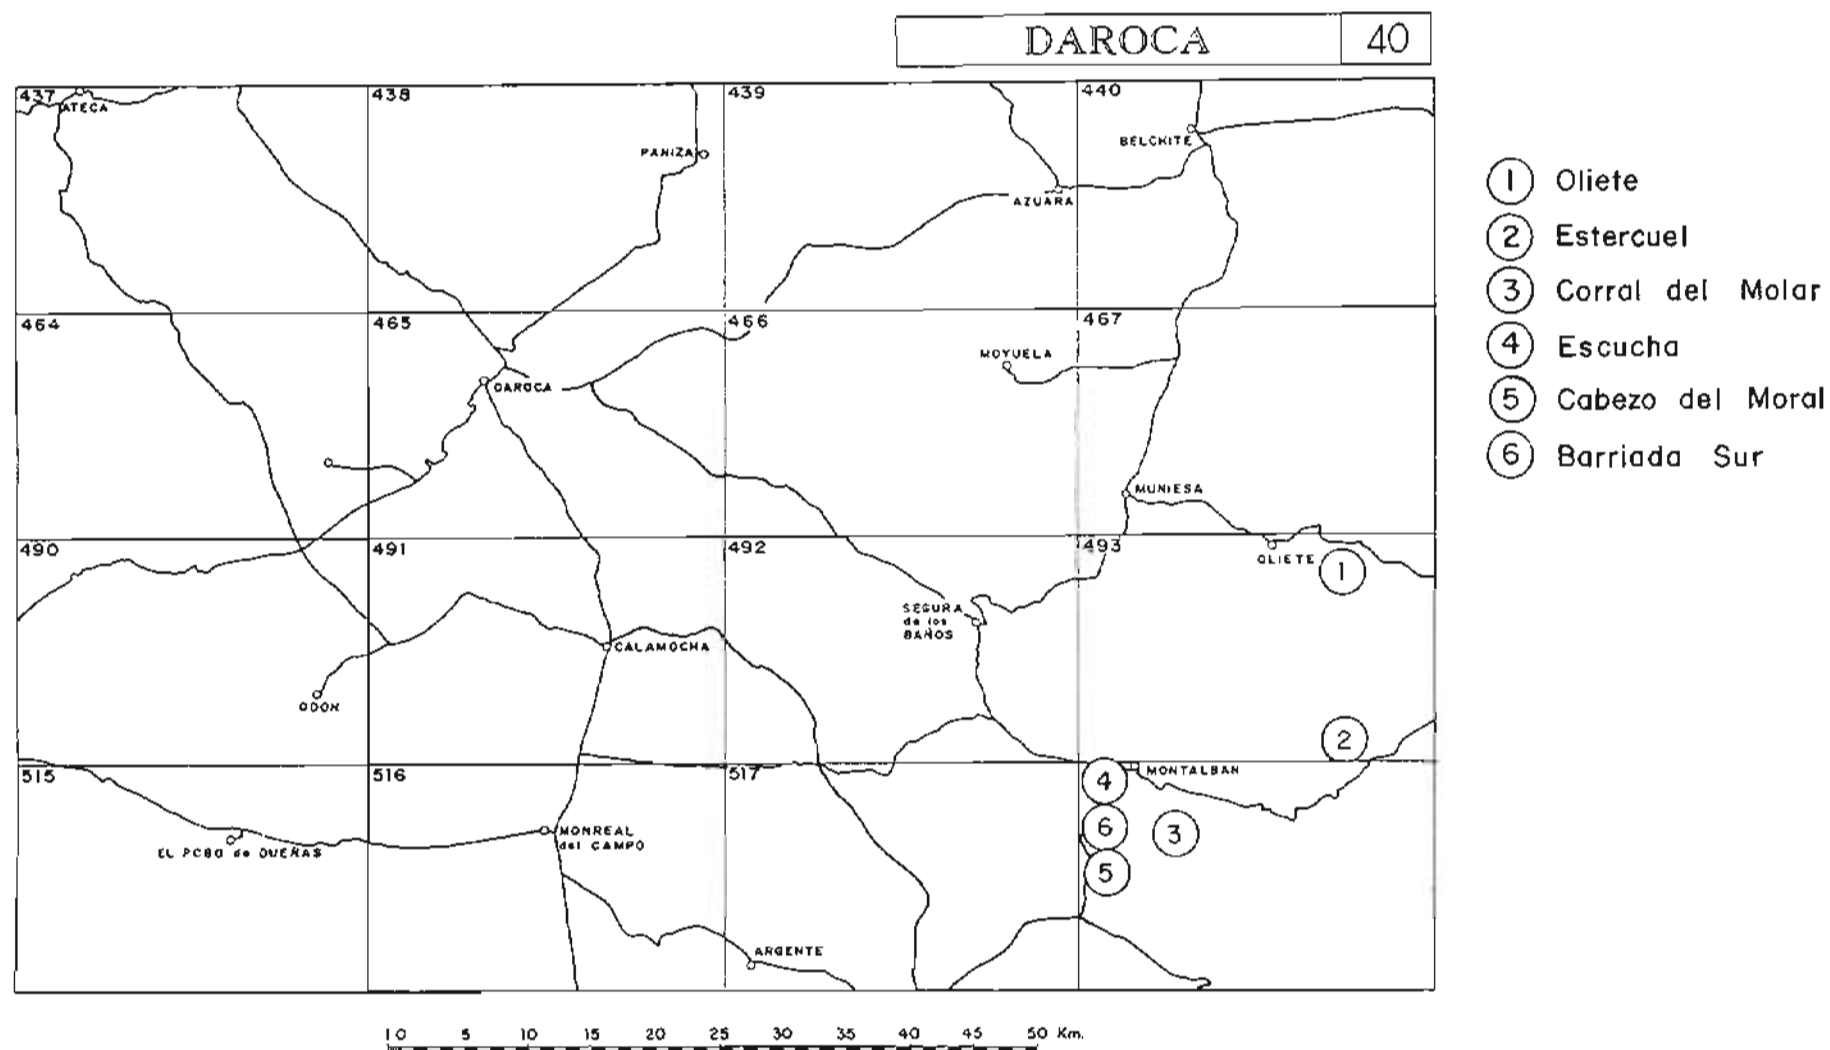 DAROCA 40
437 438 439 440
ATECA
PANIZA
BELCHITE
AZUARA
1 Oliete
2 Estercuel
3 Corral del Molar
4 Escucha
5 Cabezo del Moral
6 Barriada Sur
464 465 466 467
MOYUELA
DAROCA
MUNIESA
490 491 492 493
OLIETE
1
SEGURA
de los
BAÑOS
CALAMOCHA
ODON
2
515 516 517
MONTALBAN
4
6
3
5
MONREAL
del CAMPO
EL POBO de DUEÑAS
ARGENTE
1 0 5 10 15 20 25 30 35 40 45 50 Km.